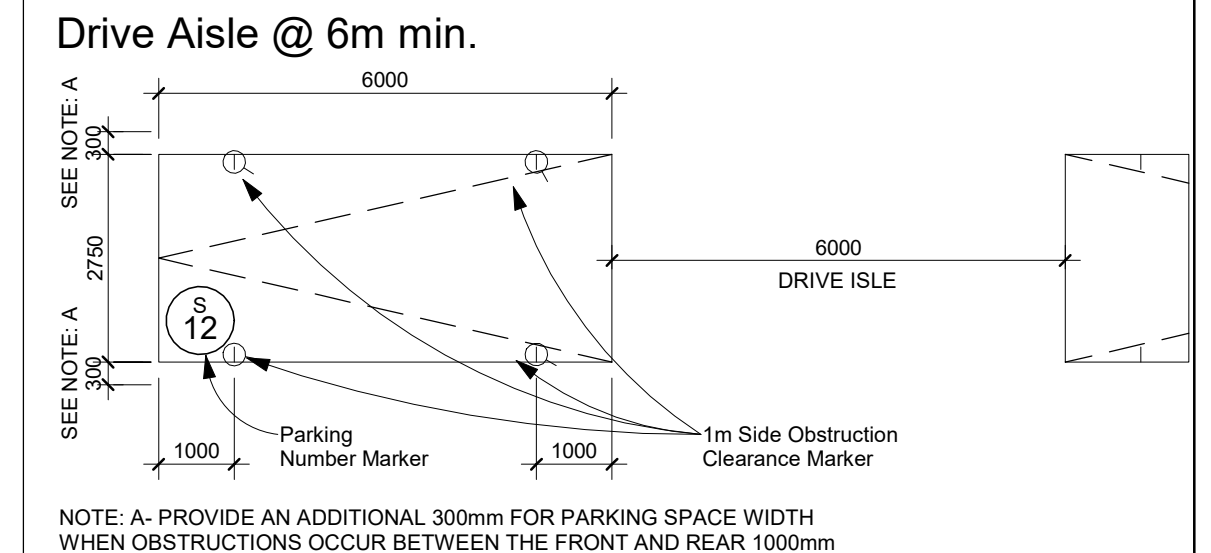 Drive Aisle @ 6m min.
6000
SEE NOTE: A
300
2750
SEE NOTE: A
300
S
12
6000
DRIVE ISLE
1000
Parking
Number Marker
1000
1m Side Obstruction
Clearance Marker
NOTE: A- PROVIDE AN ADDITIONAL 300mm FOR PARKING SPACE WIDTH
WHEN OBSTRUCTIONS OCCUR BETWEEN THE FRONT AND REAR 1000mm